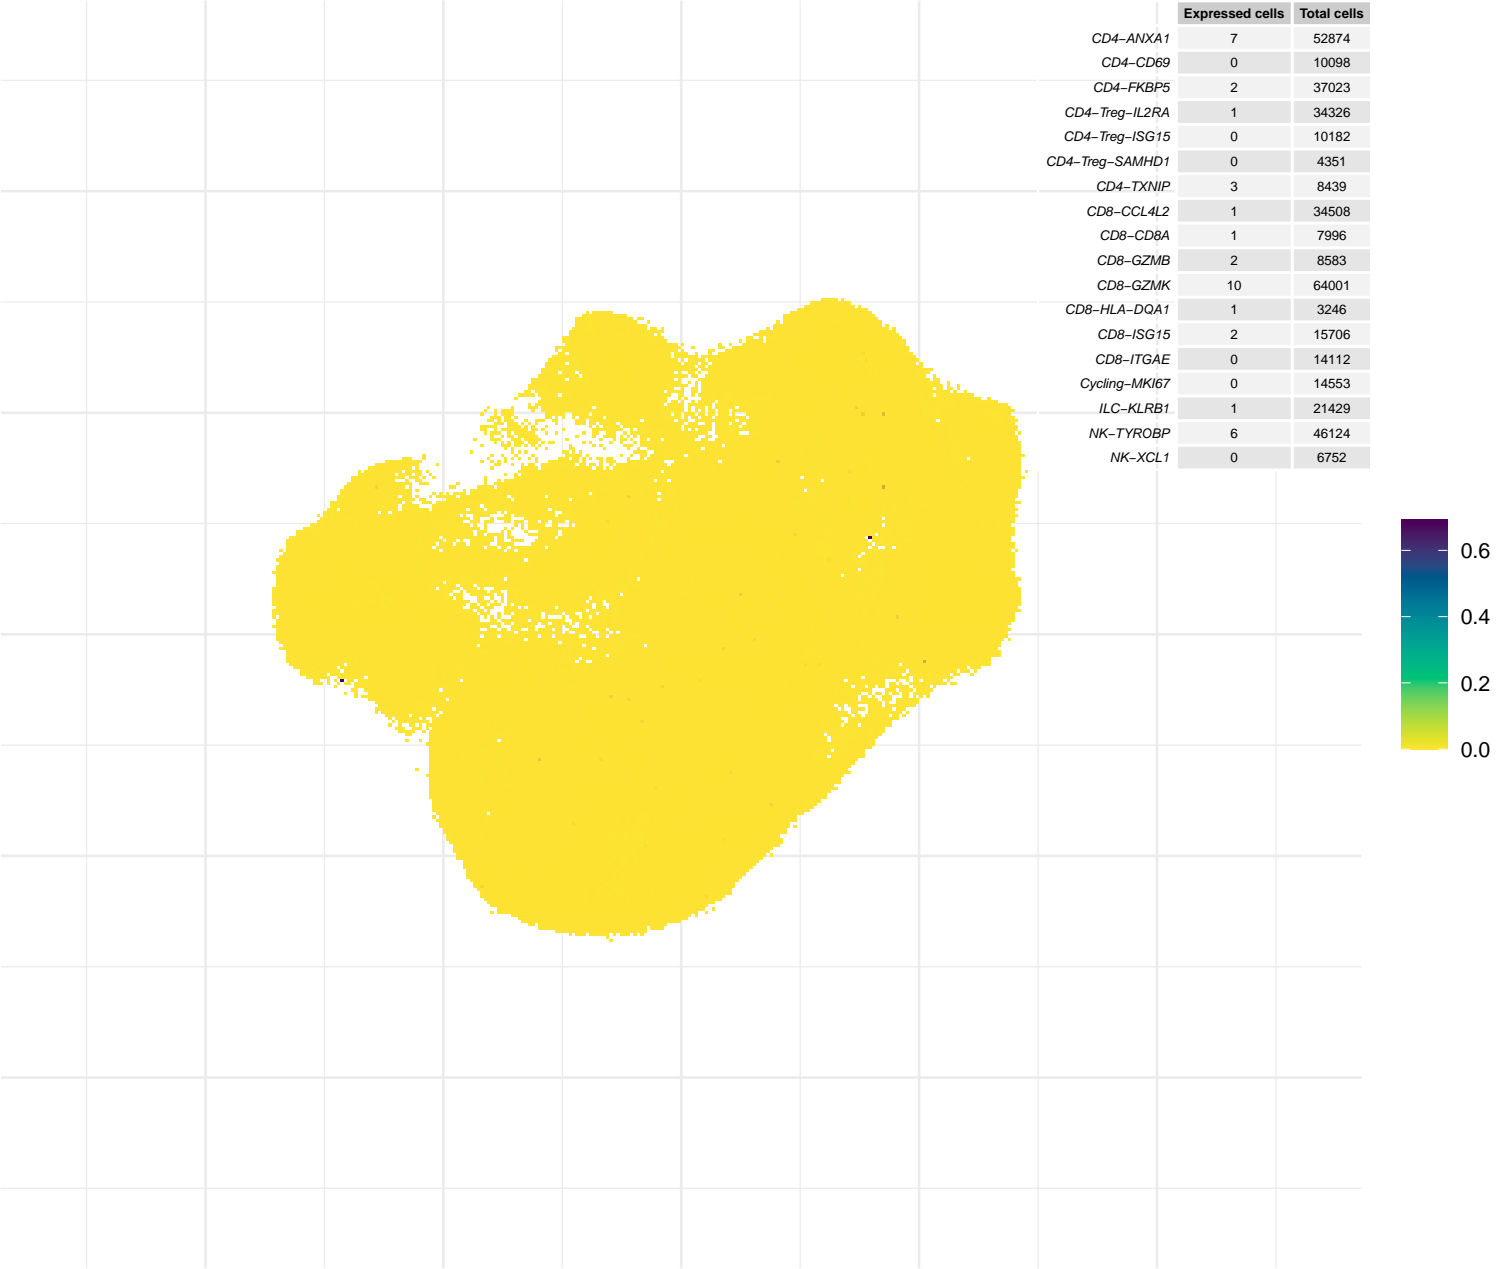 Expressed cells Total cells
CD4−ANXA1 7 52874
CD4−CD69 0 10098
CD4−FKBP5 2 37023
CD4−Treg−IL2RA 1 34326
CD4−Treg−ISG15 0 10182
CD4−Treg−SAMHD1 0 4351
CD4−TXNIP 3 8439
CD8−CCL4L2 1 34508
CD8−CD8A 1 7996
CD8−GZMB 2 8583
CD8−GZMK 10 64001
CD8−HLA−DQA1 1 3246
CD8−ISG15 2 15706
CD8−ITGAE 0 14112
Cycling−MKI67 0 14553
ILC−KLRB1 1 21429
NK−TYROBP 6 46124
NK−XCL1 0 6752
0.6
0.4
0.2
0.0